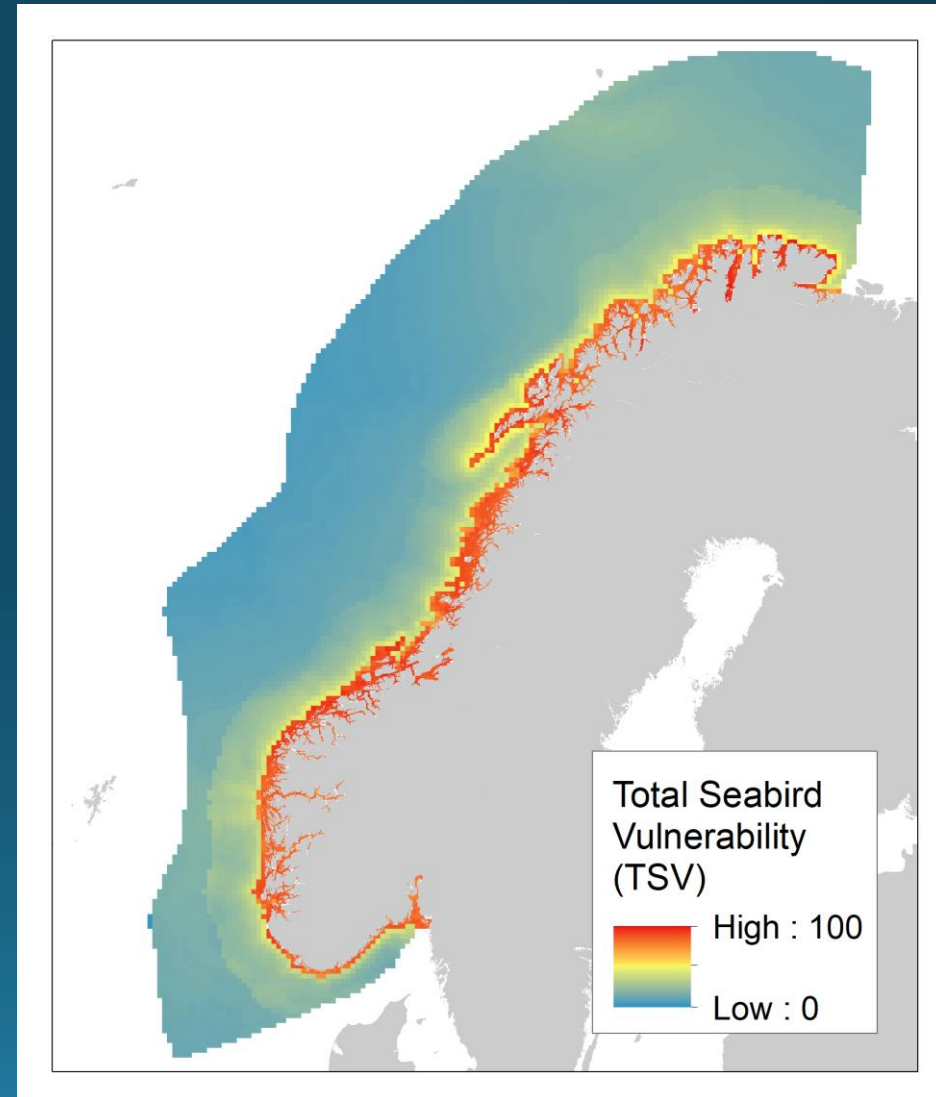 Total Seabird
Vulnerability
(TSV)
High : 100
Low : 0